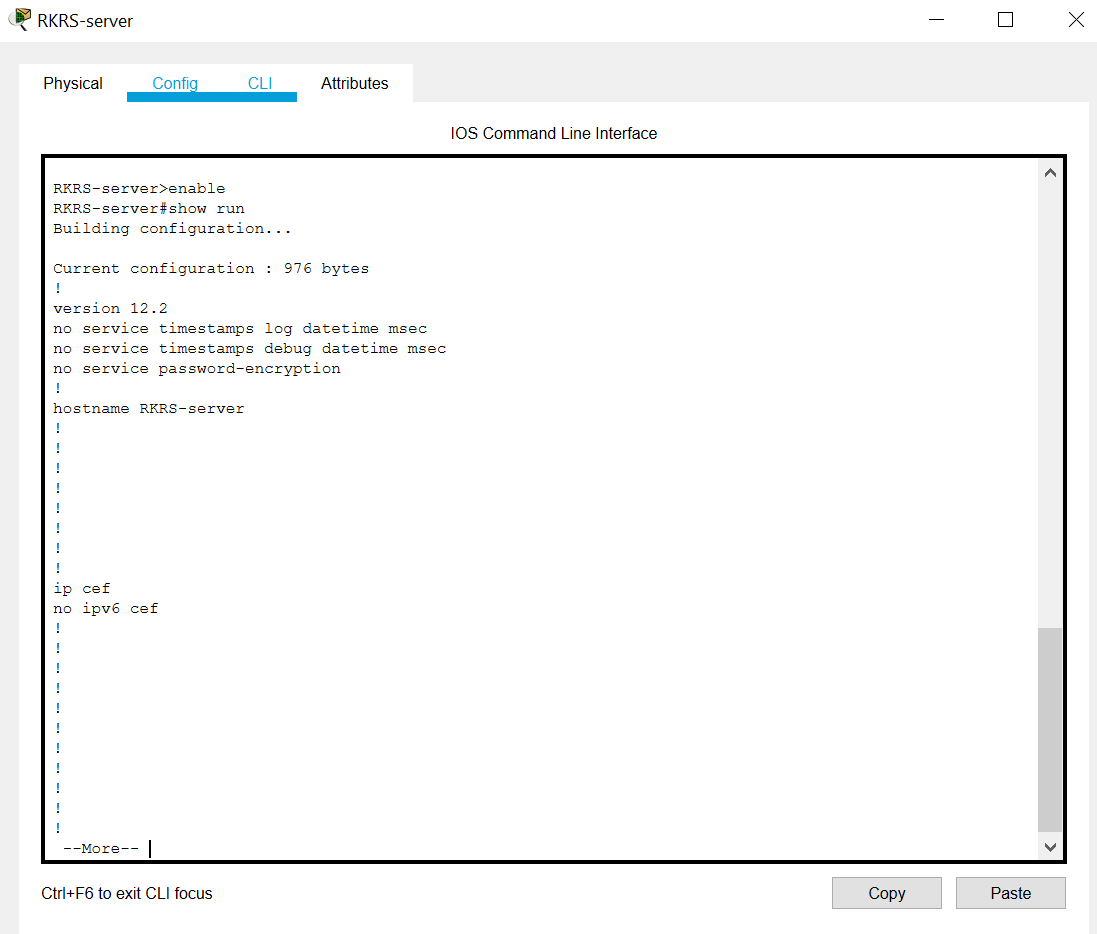 RKRS-server
Physical Config CLI Attributes
IOS Command Line Interface
RKRS-server>enable
RKRS-server#show run
Building configuration...
Current configuration : 976 bytes
!
version 12.2
no service timestamps log datetime msec
no service timestamps debug datetime msec
no service password-encryption
!
hostname RKRS-server
!
!
!
!
!
!
!
!
ip cef
no ipv6 cef
!
!
!
!
!
!
!
!
!
!
!
--More--
Ctrl+F6 to exit CLI focus
Copy Paste